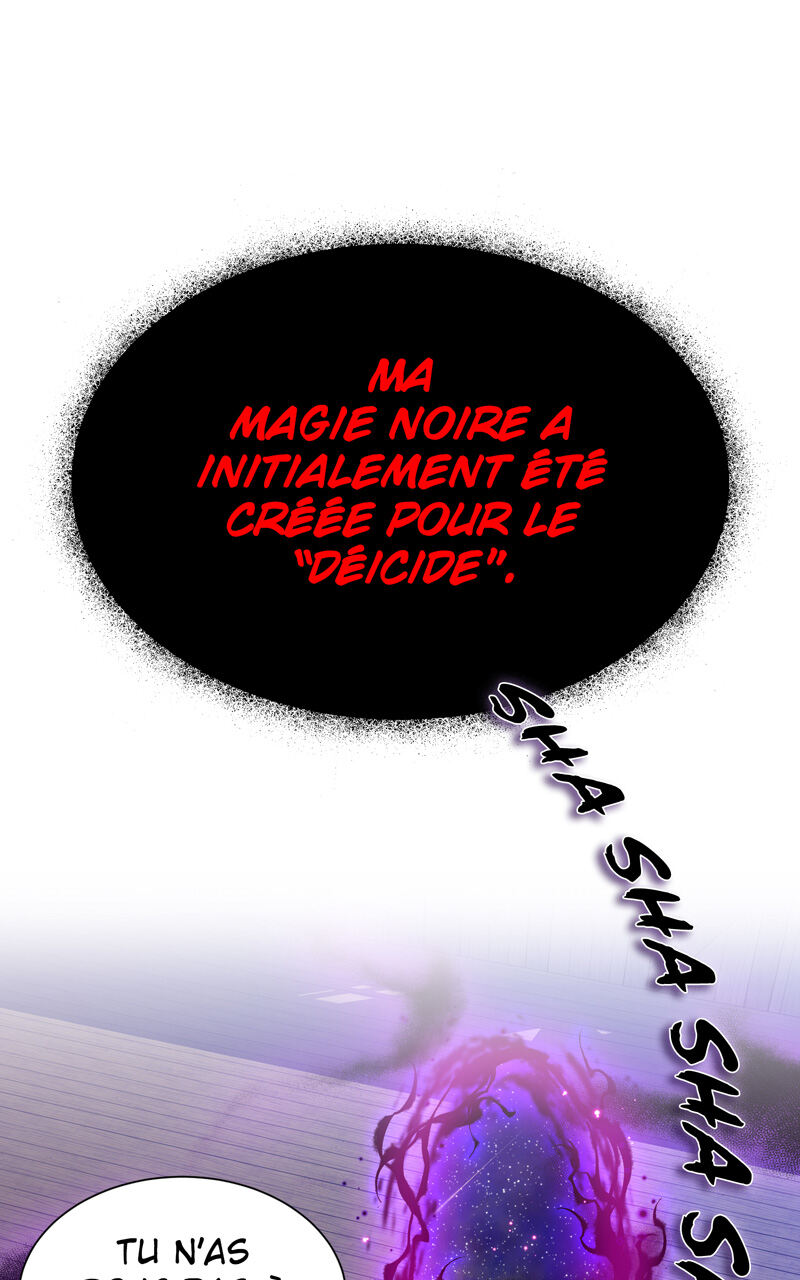 MA
MAGIE NOIRE A
INITIALEMENT ÉTÉ
CRÉÉE POUR LE
"DÉICIDE".
SHA SHA SHA SHA
TU N'AS